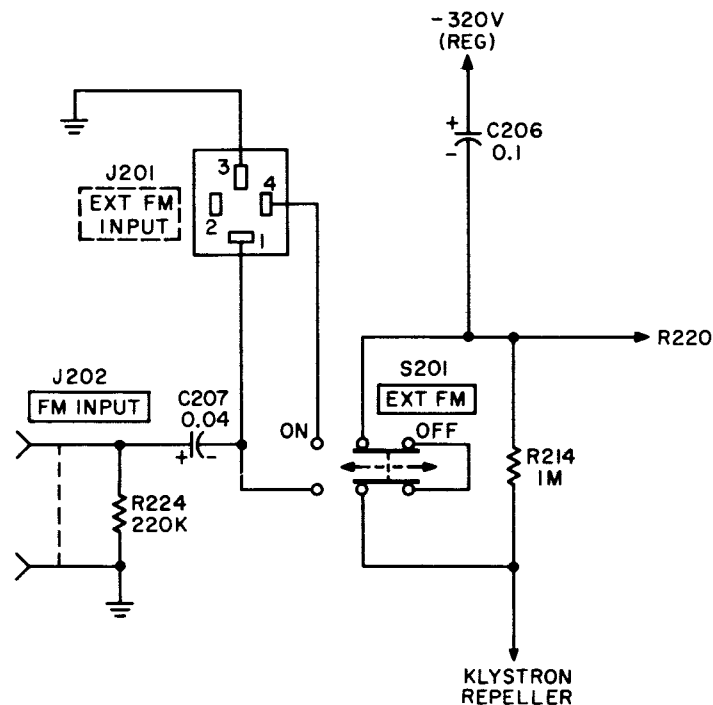 -320V
(REG)
+
-
C206
0.1
J201
EXT FM
INPUT
3
4
2
1
R220
J202
FM INPUT
C207
0.04
+
-
S201
EXT FM
ON
OFF
R214
1M
R224
220K
KLYSTRON
REPELLER